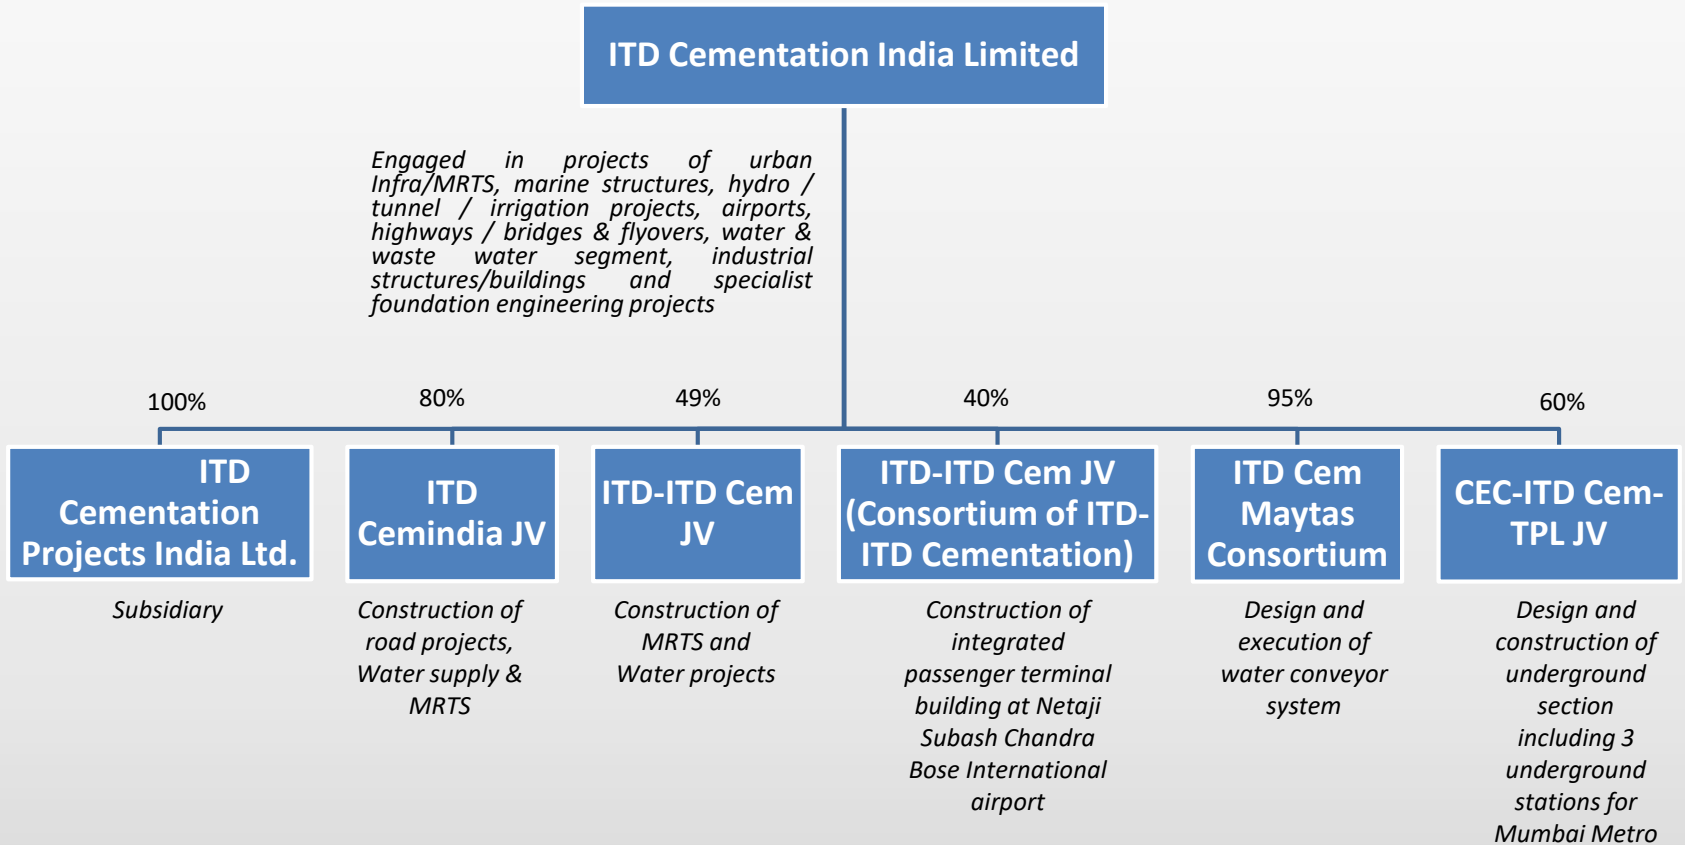 ITD Cementation India Limited
Engaged in projects of urban
Infra/MRTS, marine structures, hydro /
tunnel / irrigation projects, airports,
highways / bridges & flyovers, water &
waste water segment, industrial
structures/buildings and specialist
foundation engineering projects
100%
80%
49%
40%
95%
60%
ITD
Cementation
Projects India Ltd.
ITD
Cemindia JV
ITD-ITD Cem
JV
ITD-ITD Cem JV
(Consortium of ITD-
ITD Cementation)
ITD Cem
Maytas
Consortium
CEC-ITD Cem-
TPL JV
Subsidiary
Construction of
road projects,
Water supply &
MRTS
Construction of
MRTS and
Water projects
Construction of
integrated
passenger terminal
building at Netaji
Subash Chandra
Bose International
airport
Design and
execution of
water conveyor
system
Design and
construction of
underground
section
including 3
underground
stations for
Mumbai Metro